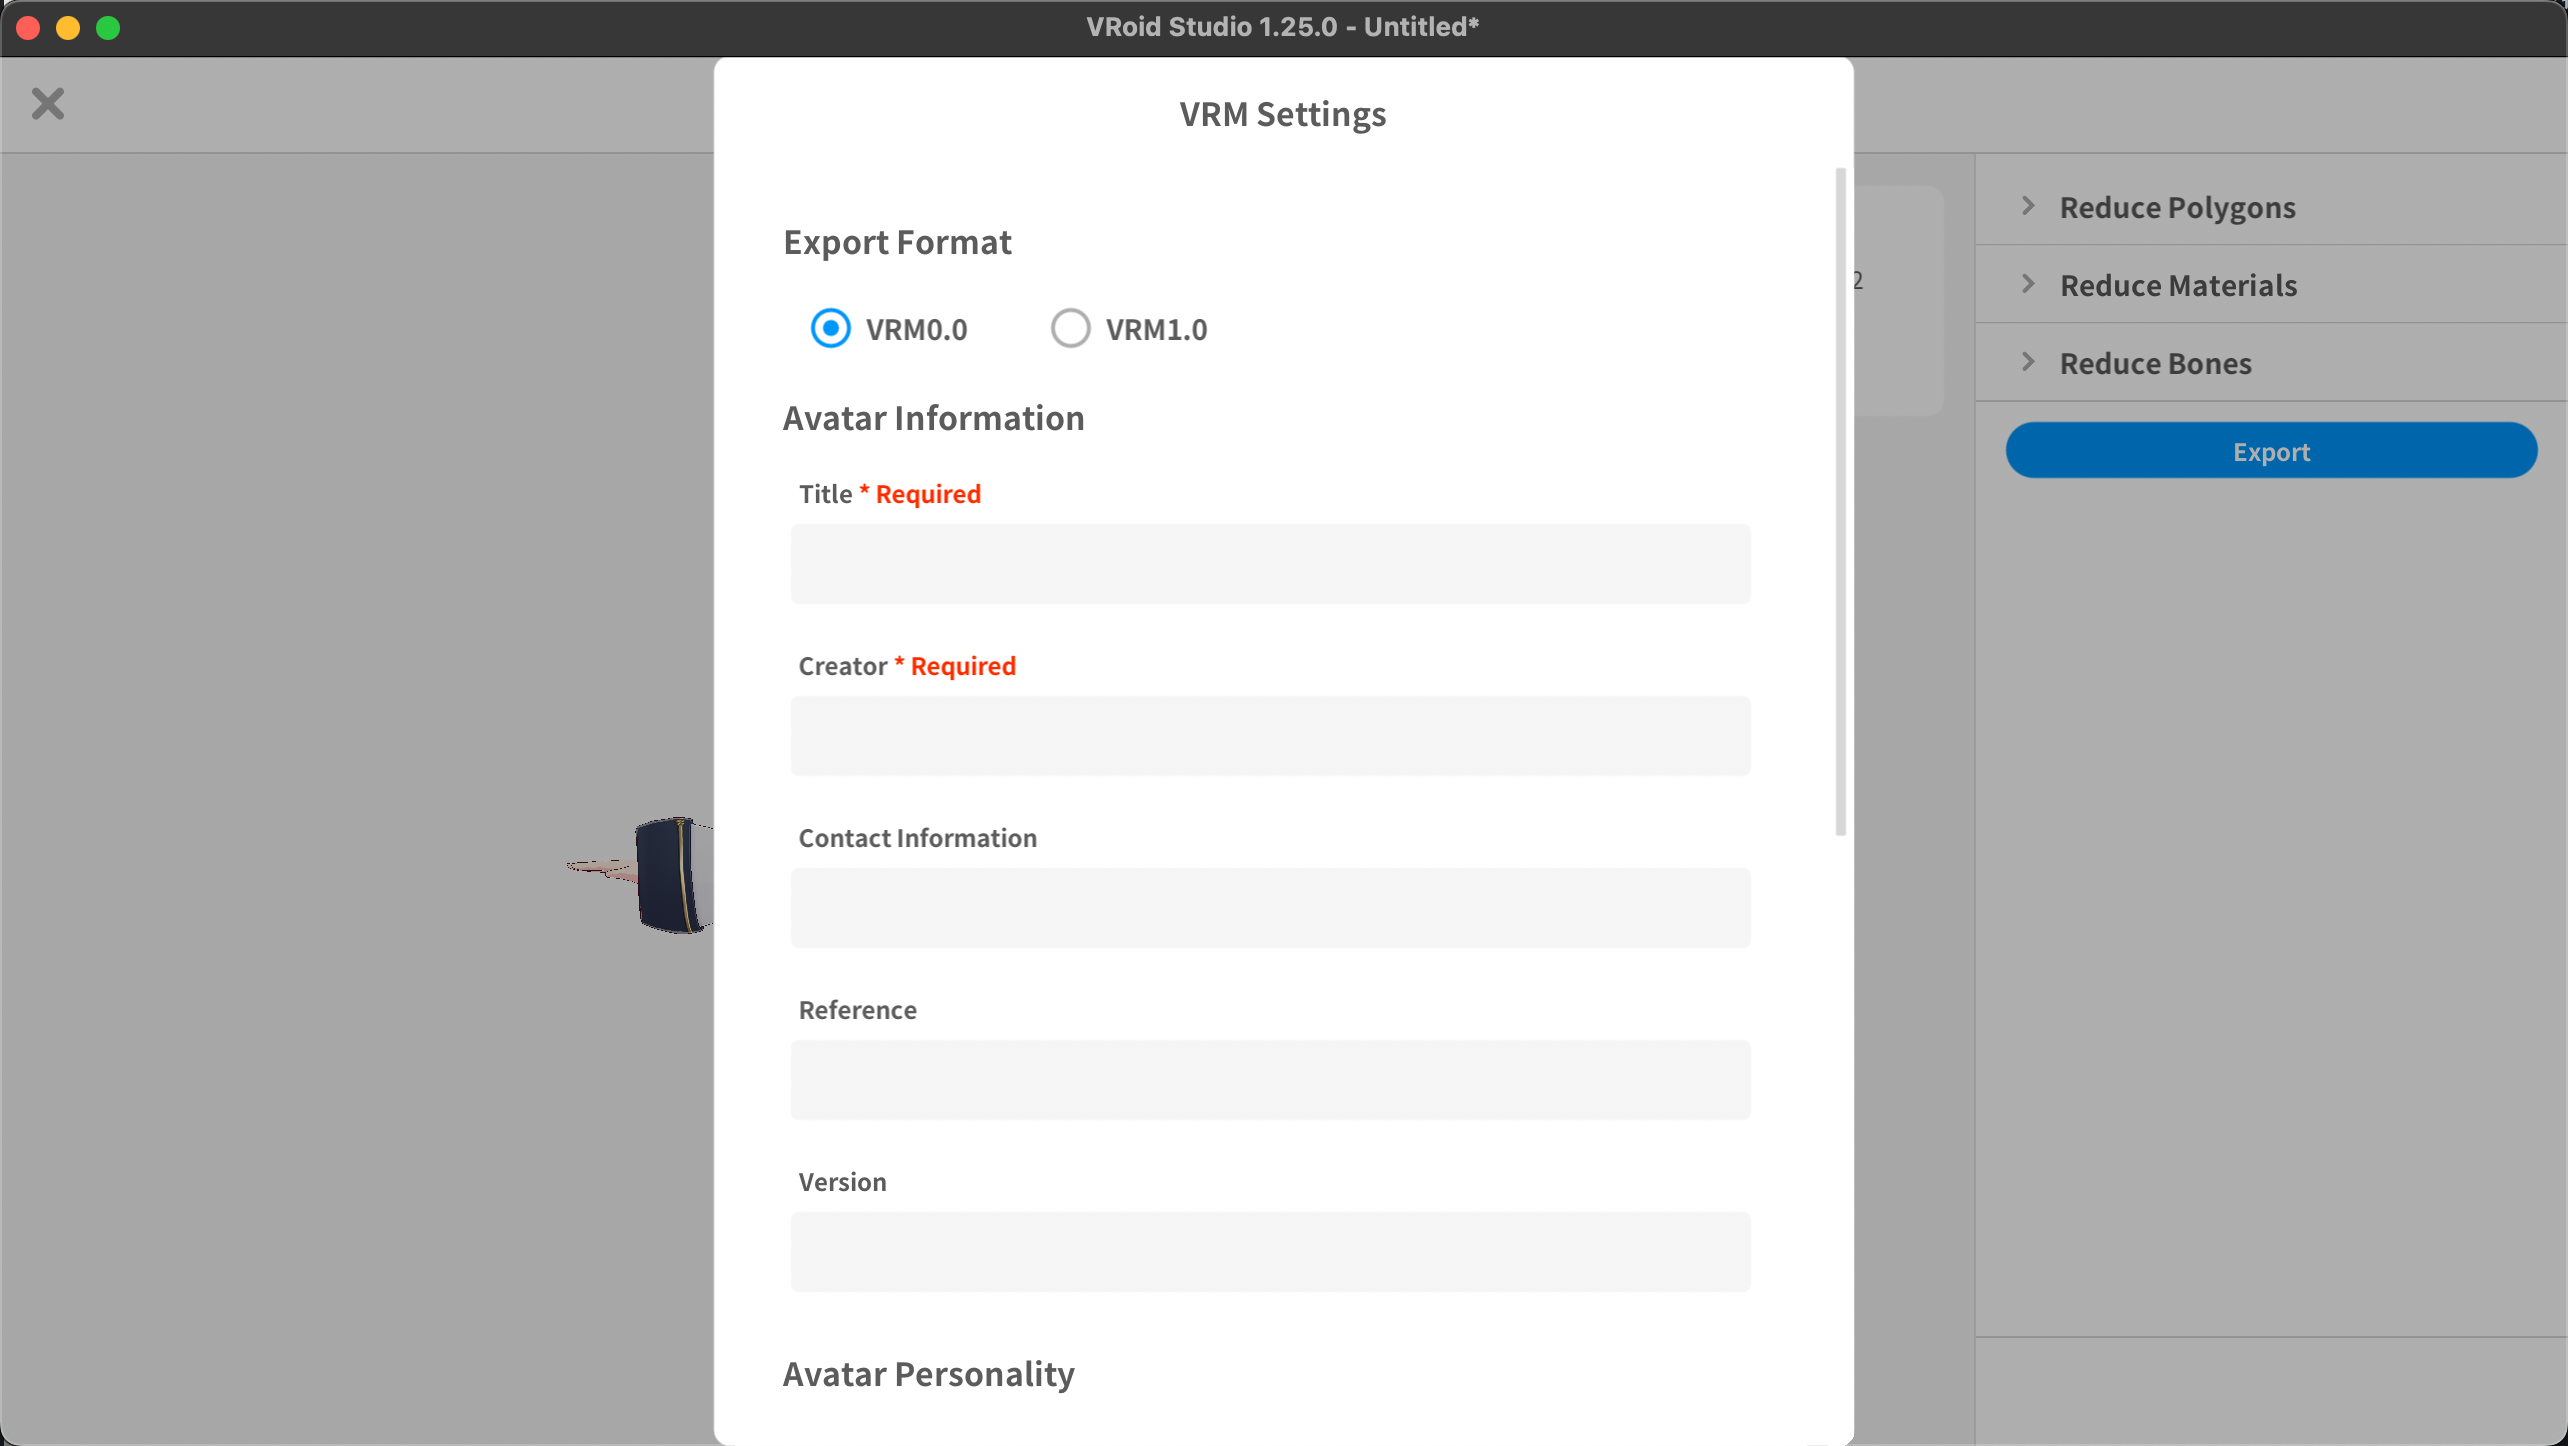 VRoid Studio 1.25.0 - Untitled*
VRM Settings
Export Format
VRM0.0
VRM1.0
Avatar Information
Title * Required
Creator * Required
Contact Information
Reference
Version
Avatar Personality
2
Reduce Polygons
Reduce Materials
Reduce Bones
Export